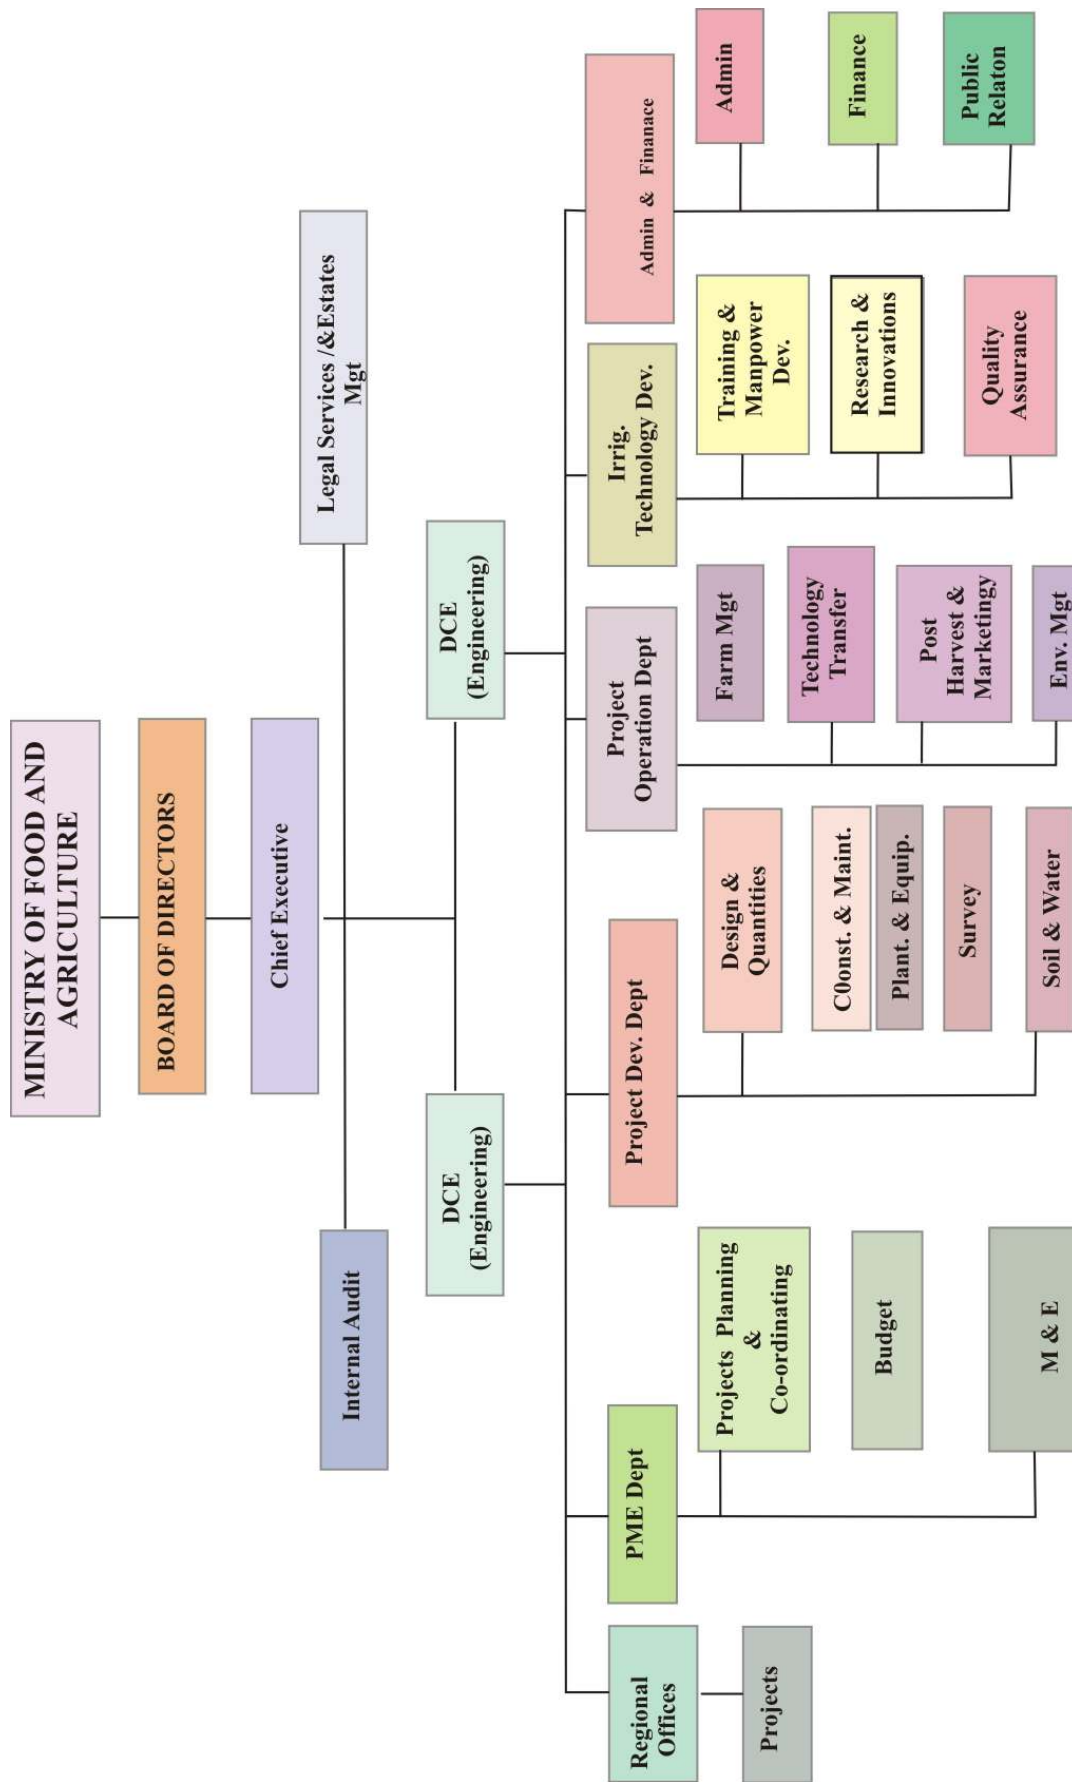 MINISTRY OF FOOD AND
AGRICULTURE
BOARD OF DIRECTORS
Chief Executive
Internal Audit
Legal Services /&Estates
Mgt
DCE
(Engineering)
DCE
(Engineering)
Regional
Offices
PME Dept
Project Dev. Dept
Project
Operation Dept
Irrig.
Technology Dev.
Admin & Finanace
Projects
Projects Planning
&
Co-ordinating
Budget
M & E
Design &
Quantities
C0onst. & Maint.
Plant. & Equip.
Survey
Soil & Water
Farm Mgt
Technology
Transfer
Post
Harvest &
Marketingy
Env. Mgt
Training &
Manpower
Dev.
Research &
Innovations
Quality
Assurance
Admin
Finance
Public
Relaton